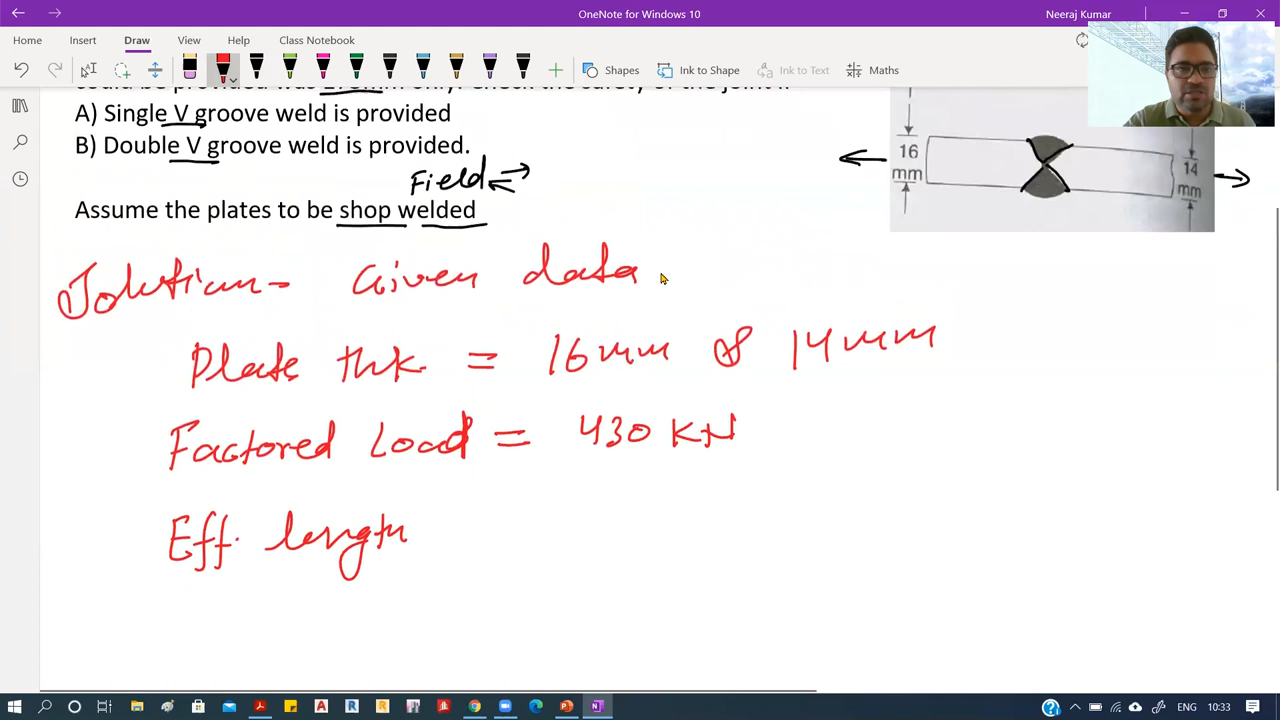 OneNote for Windows 10
Neeraj Kumar
Home Insert Draw View Help Class Notebook
Shapes Ink to Shape Ink to Text Maths
A) Single V groove weld is provided
B) Double V groove weld is provided.
Field
Assume the plates to be shop welded
16 mm
14 mm
Solution- Given data
Plate thk = 16mm & 14mm
Factored Load = 430 KN
Eff. length
ENG 10:33